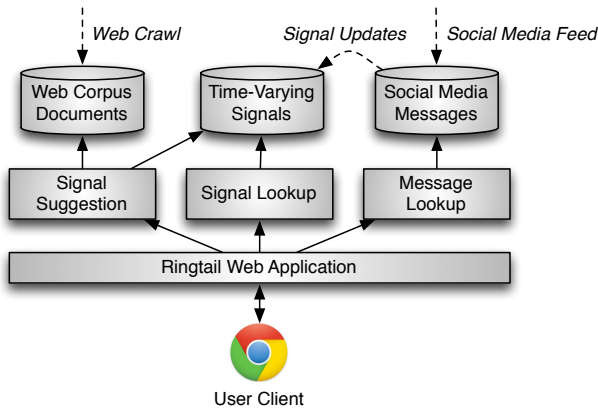 Web Crawl
Signal Updates
Social Media Feed
Web Corpus
Documents
Time-Varying
Signals
Social Media
Messages
Signal
Suggestion
Signal Lookup
Message
Lookup
Ringtail Web Application
User Client